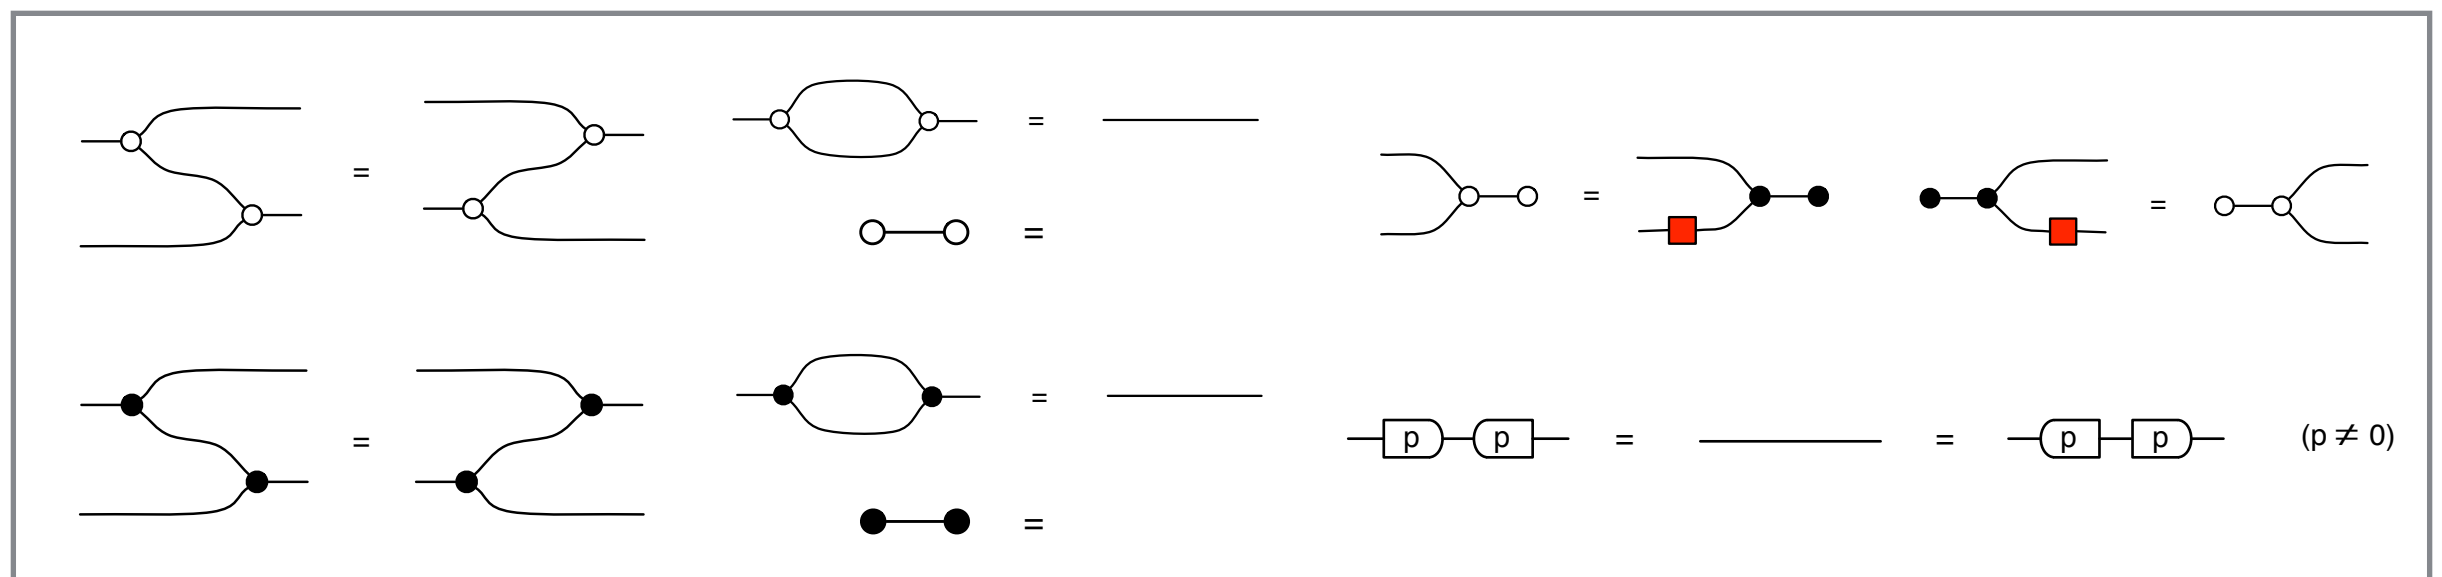 = = = =
= =
= = p p = = p p (p ≠ 0)
=